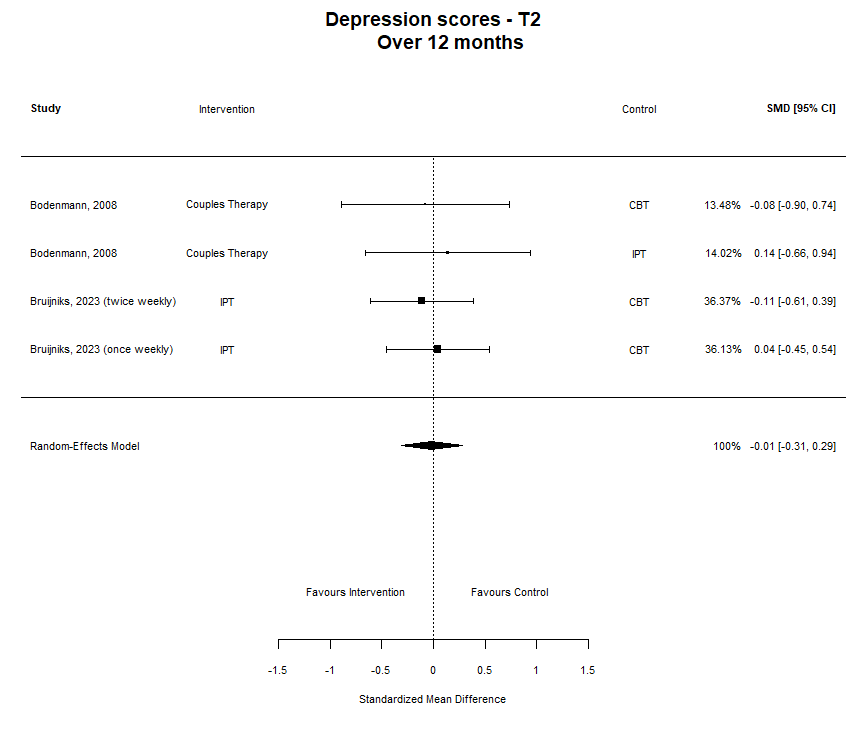 Depression scores - T2
Over 12 months
Study Intervention Control SMD [95% CI]
Bodenmann, 2008 Couples Therapy CBT 13.48% -0.08 [-0.90, 0.74]
Bodenmann, 2008 Couples Therapy IPT 14.02% 0.14 [-0.66, 0.94]
Bruijniks, 2023 (twice weekly) IPT CBT 36.37% -0.11 [-0.61, 0.39]
Bruijniks, 2023 (once weekly) IPT CBT 36.13% 0.04 [-0.45, 0.54]
Random-Effects Model 100% -0.01 [-0.31, 0.29]
Favours Intervention Favours Control
-1.5 -1 -0.5 0 0.5 1 1.5
Standardized Mean Difference